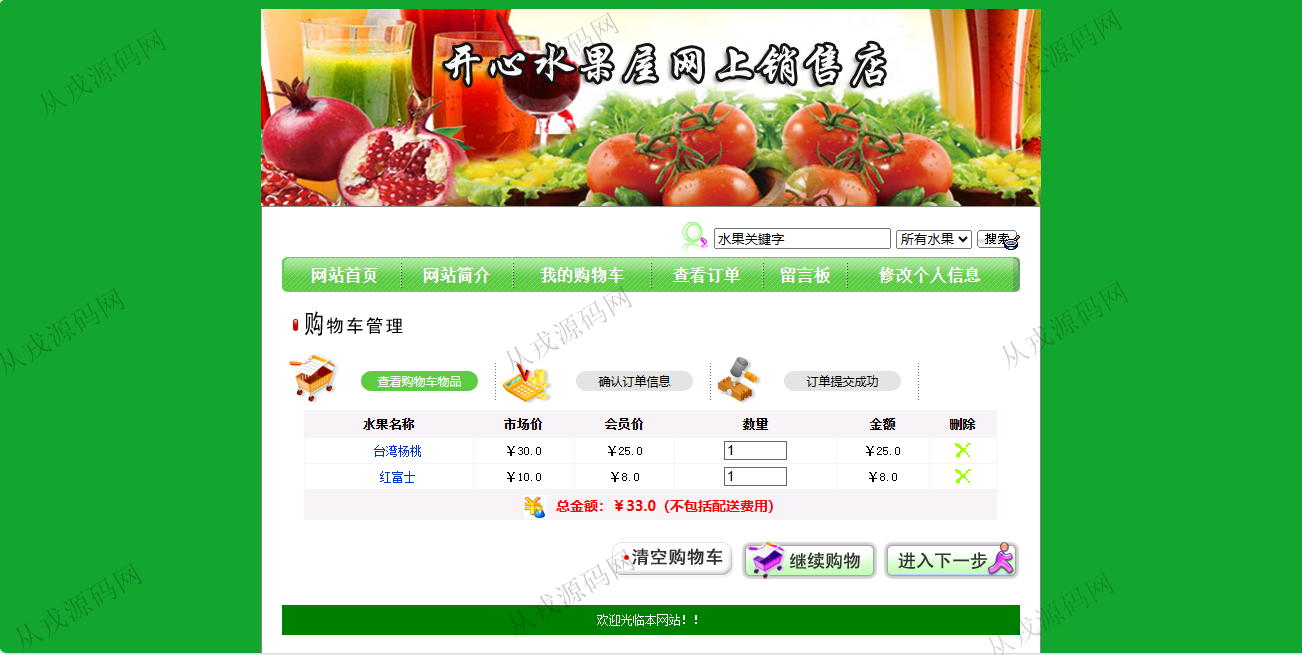 开心水果屋网上销售店
水果关键字 所有水果 搜索
网站首页 网站简介 我的购物车 查看订单 留言板 修改个人信息
购物车管理
查看购物车物品 确认订单信息 订单提交成功
水果名称 市场价 会员价 数量 金额 删除
台湾杨桃 ¥30.0 ¥25.0 1 ¥25.0
红富士 ¥10.0 ¥8.0 1 ¥8.0
总金额：¥33.0（不包括配送费用）
清空购物车 继续购物 进入下一步
欢迎光临本网站！！
从戎源码网
从戎源码网
从戎源码网
从戎源码网
从戎源码网
从戎源码网
从戎源码网
从戎源码网
从戎源码网